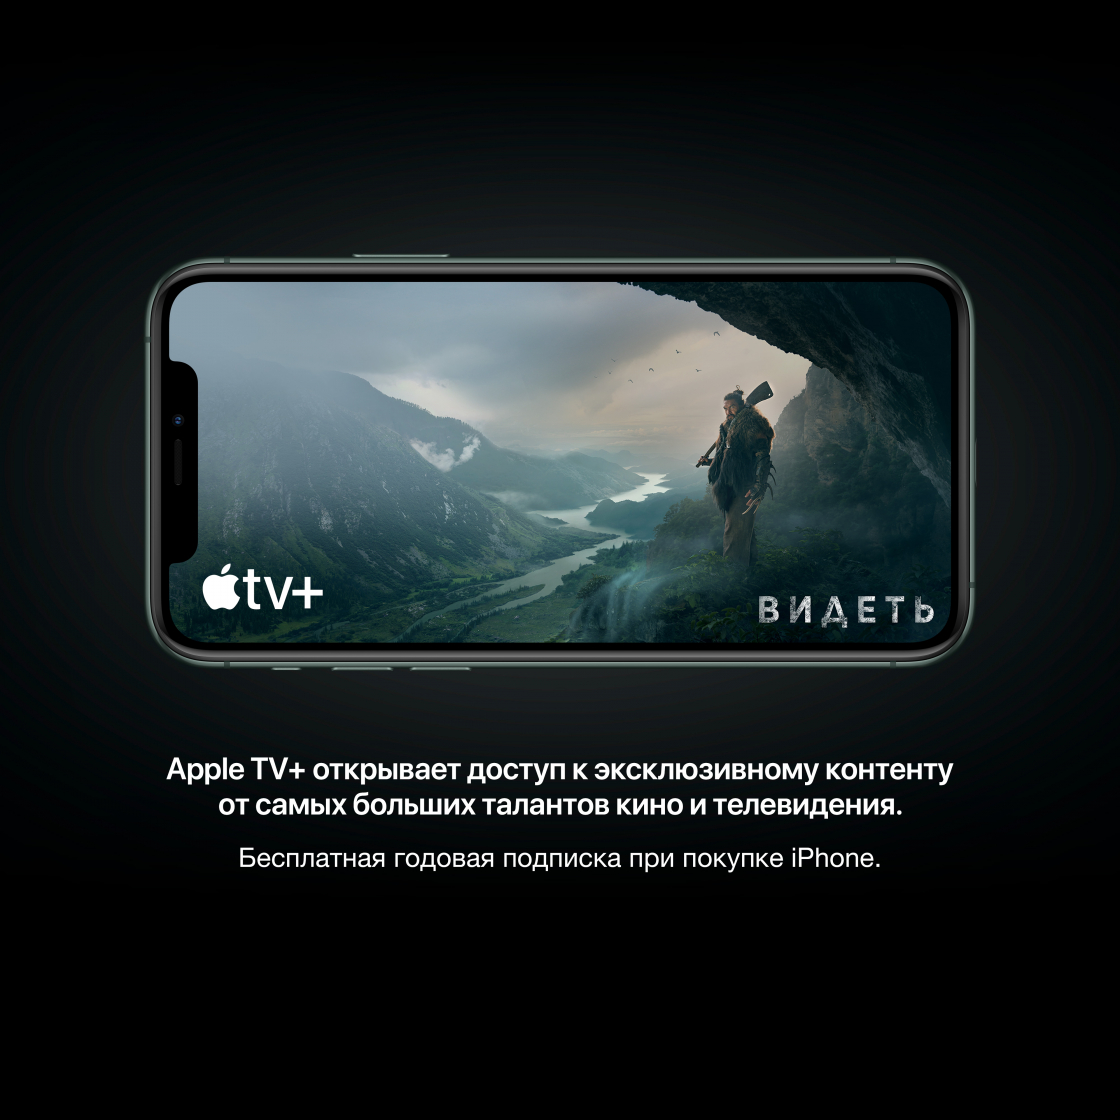 tv+
ВИДЕТЬ
Apple TV+ открывает доступ к эксклюзивному контенту
от самых больших талантов кино и телевидения.
Бесплатная годовая подписка при покупке iPhone.